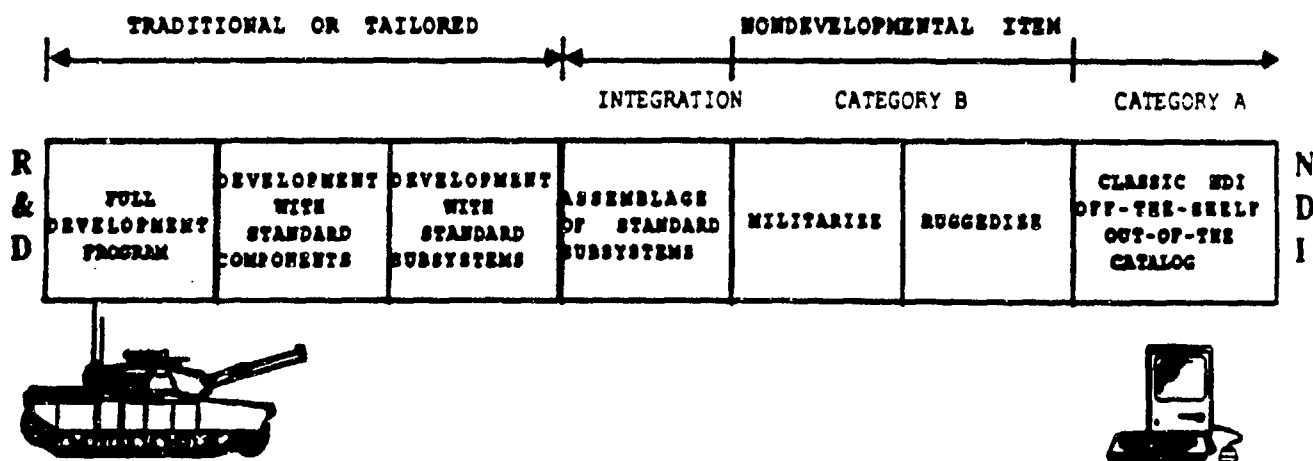 TRADITIONAL OR TAILORED
NONDEVELOPMENTAL ITEM
INTEGRATION
CATEGORY B
CATEGORY A
R
&
D
FULL
DEVELOPMENT
PROGRAM
DEVELOPMENT
WITH
STANDARD
COMPONENTS
DEVELOPMENT
WITH
STANDARD
SUBSYSTEMS
ASSEMBLAGE
OF STANDARD
SUBSYSTEMS
MILITARIZE
RUGGEDIZE
CLASSIC NDI
OFF-THE-SHELF
OUT-OF-THE
CATALOG
N
D
I